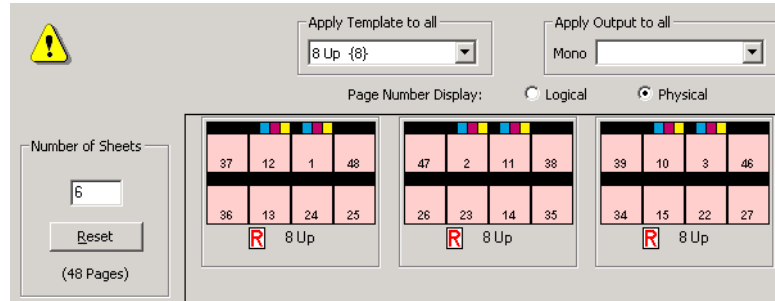 Apply Template to all
Apply Output to all
8 Up {8}
Mono
Page Number Display: Logical Physical
Number of Sheets
6
Reset
(48 Pages)
37 12 1 48
36 13 24 25
R 8 Up
47 2 11 38
26 23 14 35
R 8 Up
39 10 3 46
34 15 22 27
R 8 Up